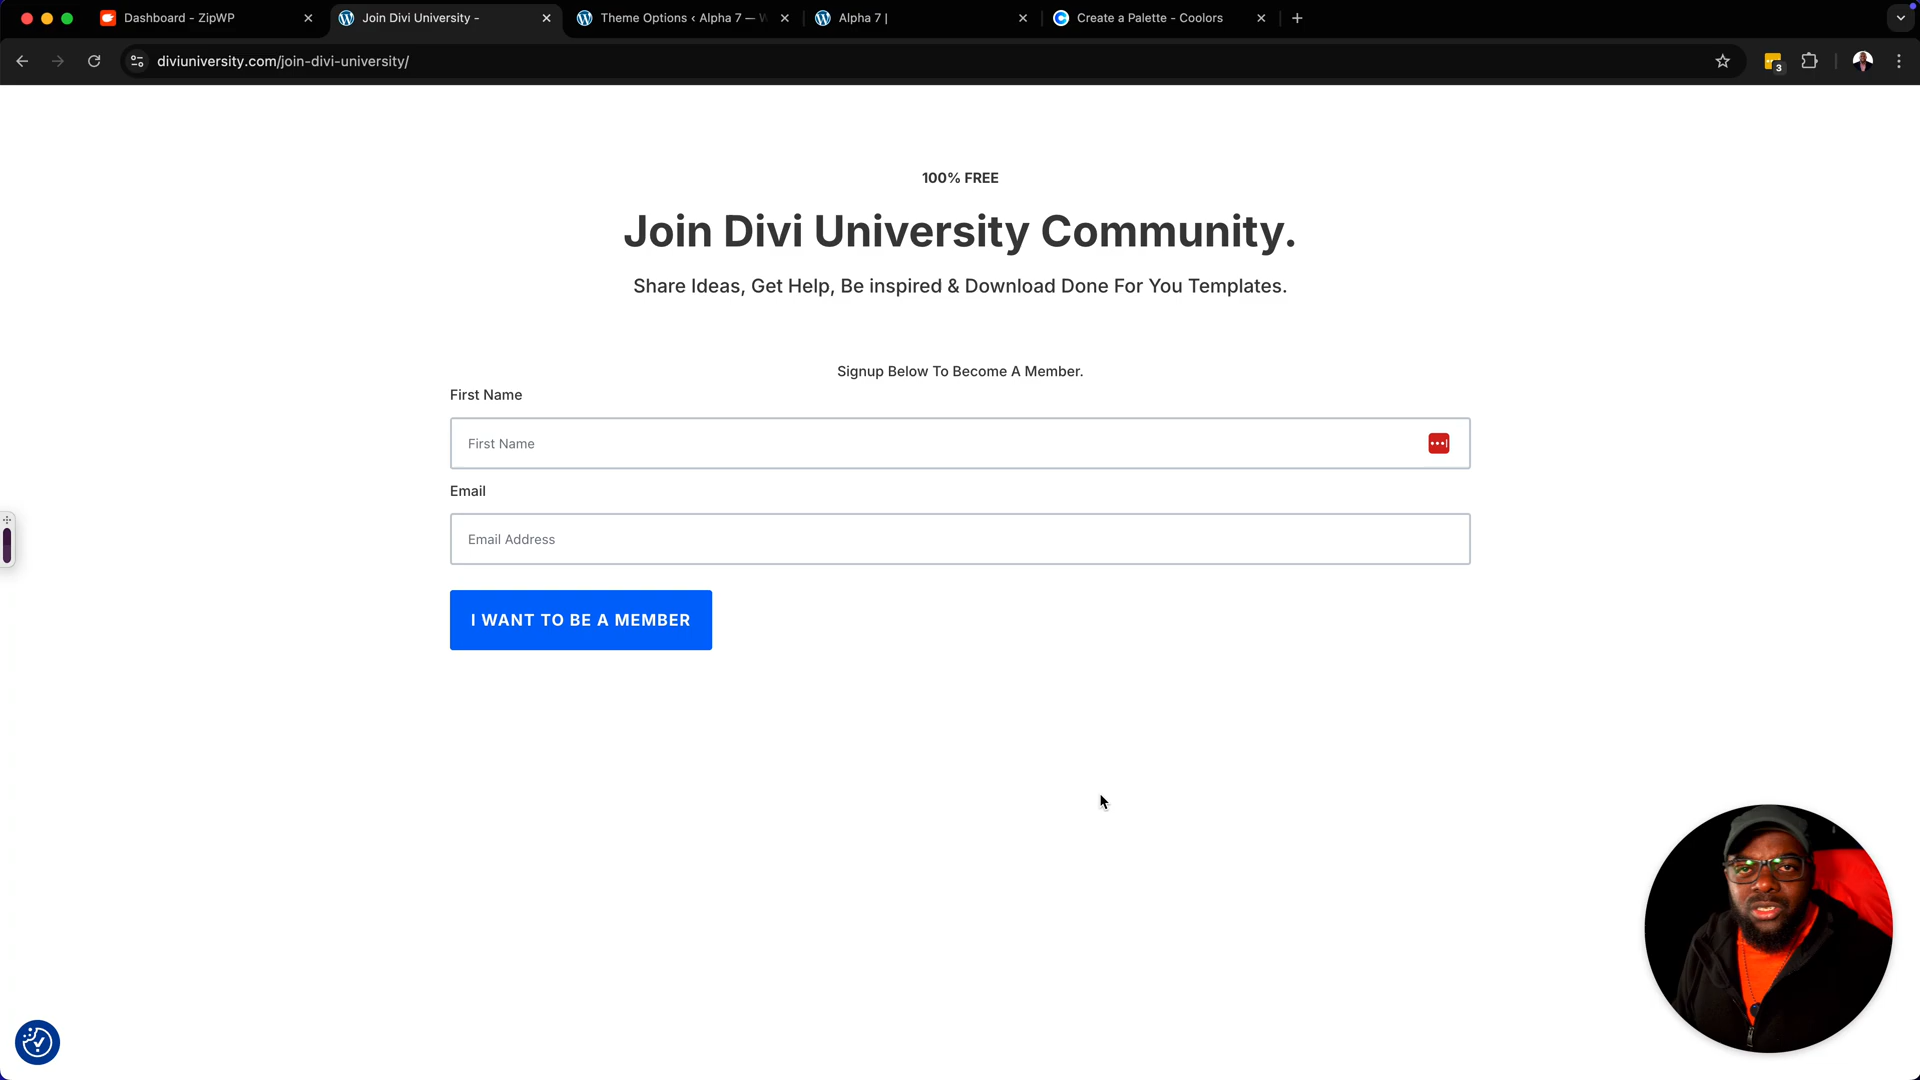 Dashboard - ZipWP
Join Divi University -
Theme Options ‹ Alpha 7 — W
Alpha 7 |
Create a Palette - Coolors
diviuniversity.com/join-divi-university/
3
100% FREE
Join Divi University Community.
Share Ideas, Get Help, Be inspired & Download Done For You Templates.
Signup Below To Become A Member.
First Name
First Name
Email
Email Address
I WANT TO BE A MEMBER